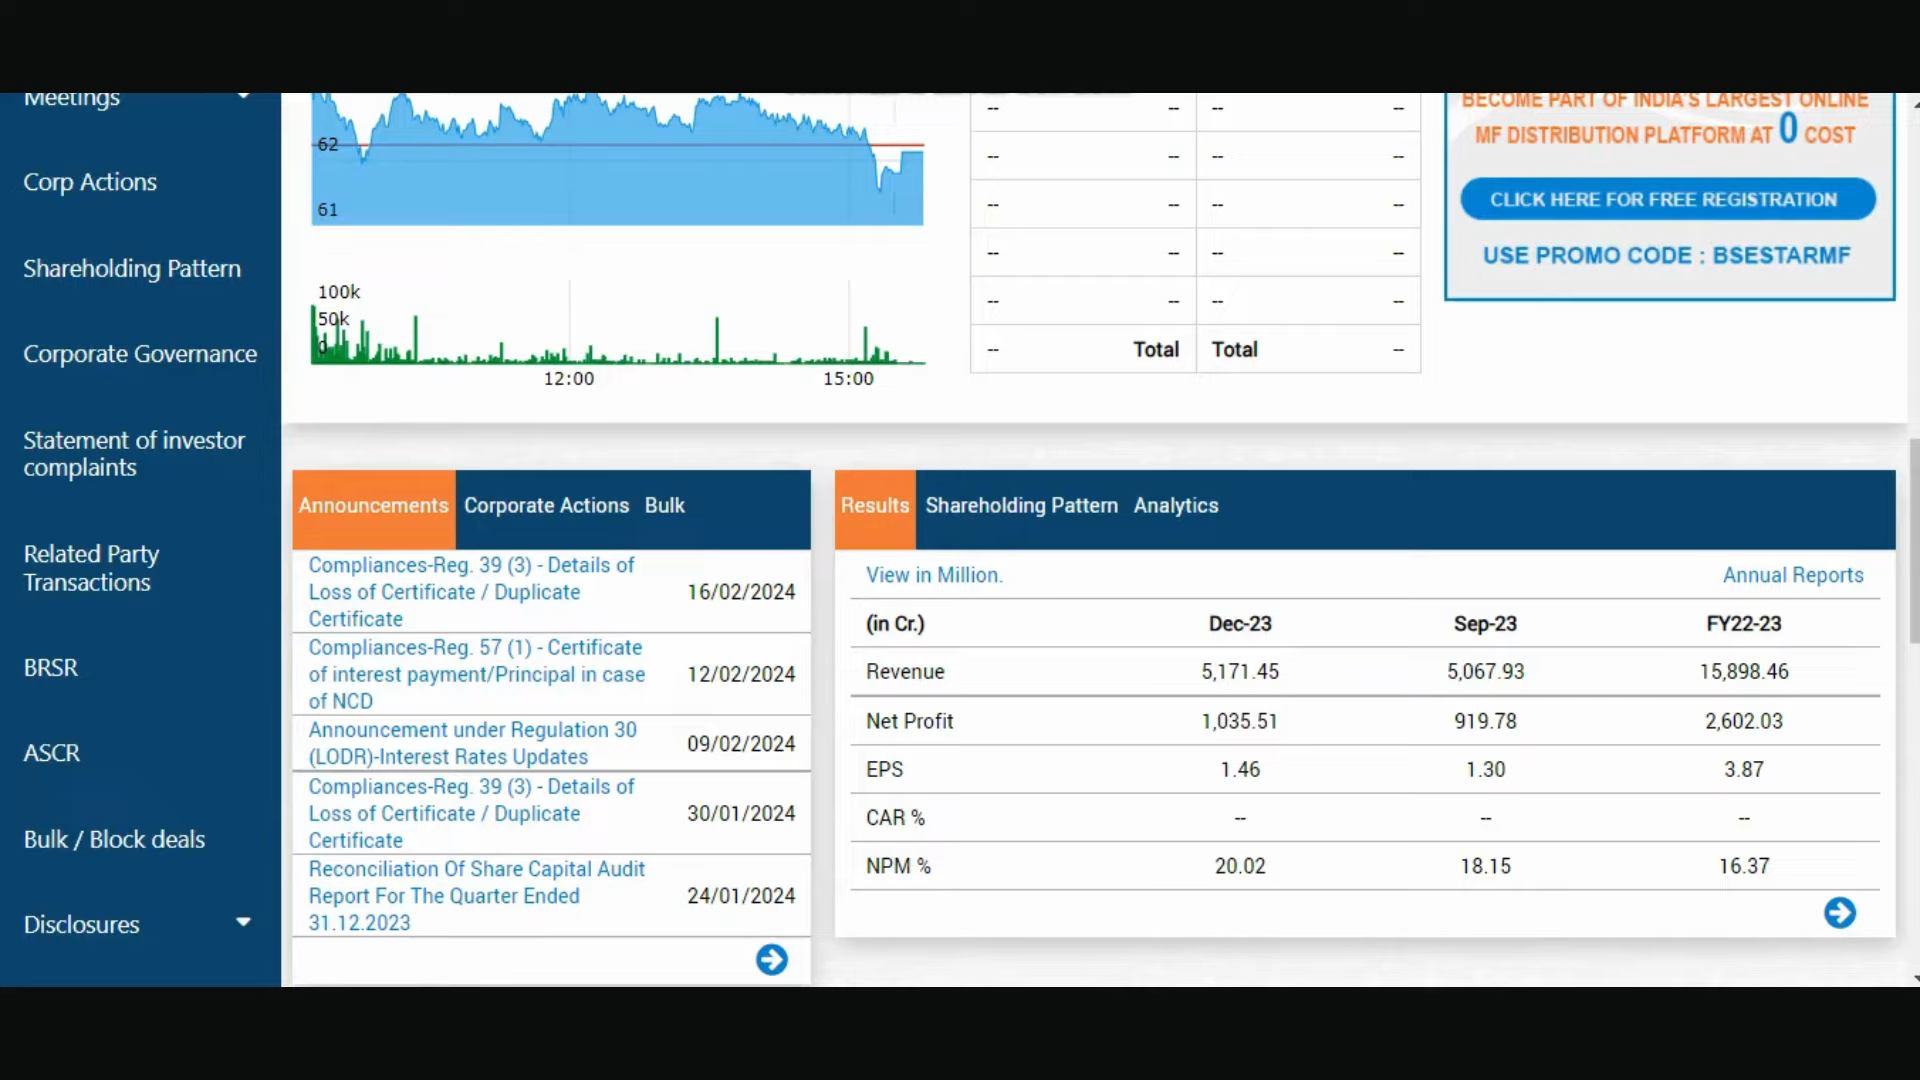 Meetings
Corp Actions
Shareholding Pattern
Corporate Governance
Statement of investor
complaints
Related Party
Transactions
BRSR
ASCR
Bulk / Block deals
Disclosures
62
61
100k
50k
0
12:00 15:00
-- -- -- --
-- -- -- --
-- -- -- --
-- -- -- --
-- -- -- --
-- Total Total --
BECOME PART OF INDIA'S LARGEST ONLINE
MF DISTRIBUTION PLATFORM AT 0 COST
CLICK HERE FOR FREE REGISTRATION
USE PROMO CODE : BSESTARMF
Announcements Corporate Actions Bulk
Compliances-Reg. 39 (3) - Details of
Loss of Certificate / Duplicate 16/02/2024
Certificate
Compliances-Reg. 57 (1) - Certificate
of interest payment/Principal in case 12/02/2024
of NCD
Announcement under Regulation 30
(LODR)-Interest Rates Updates 09/02/2024
Compliances-Reg. 39 (3) - Details of
Loss of Certificate / Duplicate 30/01/2024
Certificate
Reconciliation Of Share Capital Audit
Report For The Quarter Ended 24/01/2024
31.12.2023
Results Shareholding Pattern Analytics
View in Million. Annual Reports
(in Cr.) Dec-23 Sep-23 FY22-23
Revenue 5,171.45 5,067.93 15,898.46
Net Profit 1,035.51 919.78 2,602.03
EPS 1.46 1.30 3.87
CAR % -- -- --
NPM % 20.02 18.15 16.37